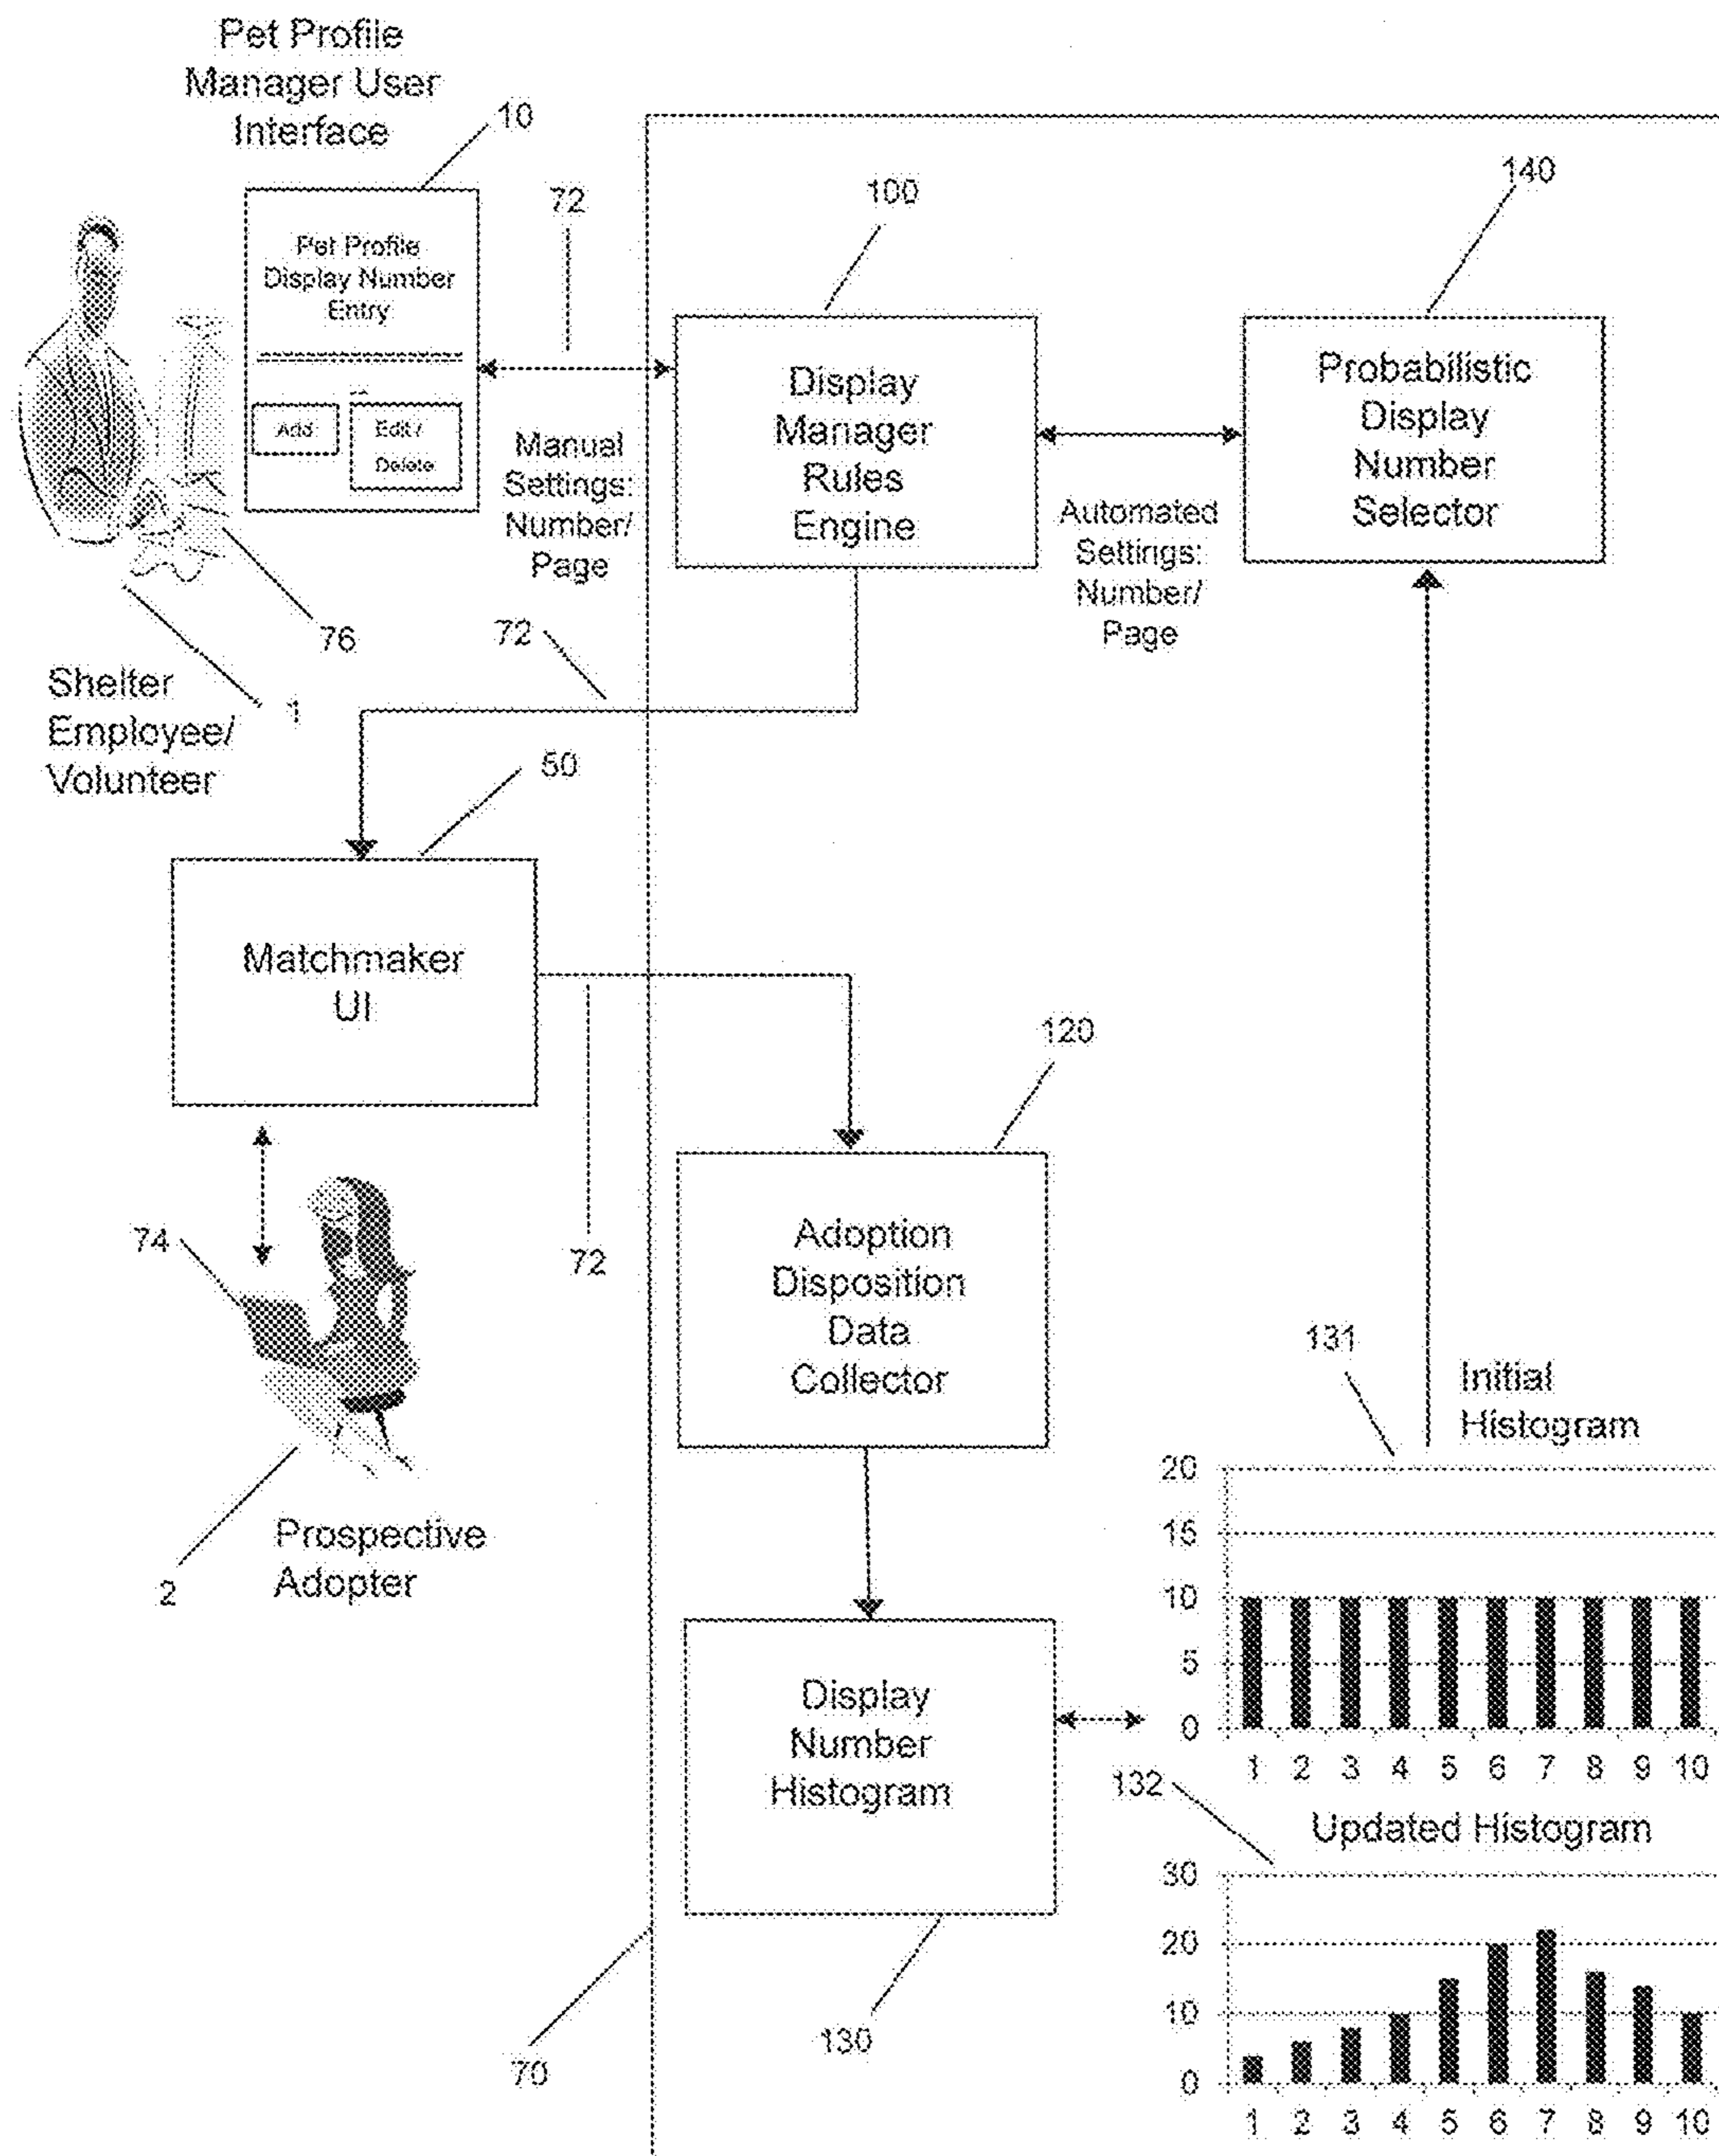 Pet Profile
Manager User
Interface
10
72
100
140
Pet Profile
Display Number
Entry
Add
Edit /
Delete
Manual
Settings:
Number/
Page
Display
Manager
Rules
Engine
Automated
Settings:
Number/
Page
Probabilistic
Display
Number
Selector
76
72
1
Shelter
Employee/
Volunteer
50
Matchmaker
UI
120
74
72
Adoption
Disposition
Data
Collector
131
Initial
Histogram
2
Prospective
Adopter
20
15
10
5
0
1 2 3 4 5 6 7 8 9 10
Display
Number
Histogram
132
Updated Histogram
30
20
10
0
1 2 3 4 5 6 7 8 9 10
130
70